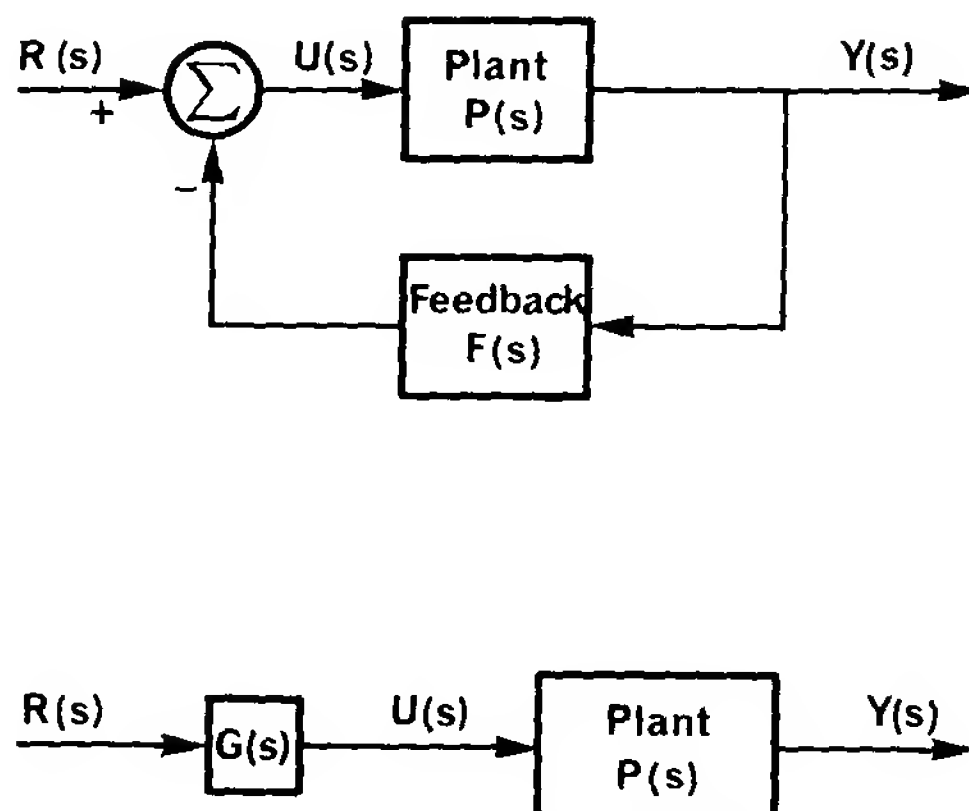 R(s) U(s) Plant Y(s)
+ Σ P(s)
−
Feedback
F(s)
R(s) G(s) U(s) Plant Y(s)
P(s)